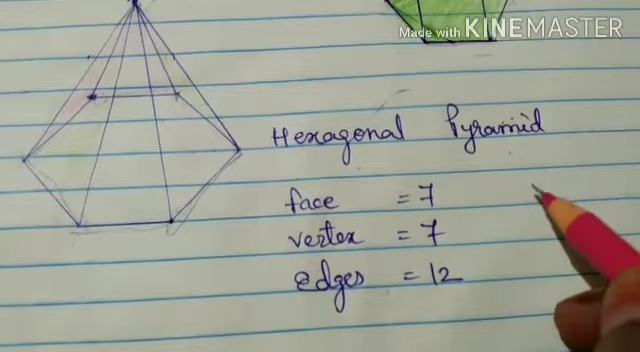 Made with KINEMASTER
Hexagonal Pyramid
face = 7
vertex = 7
edges = 12